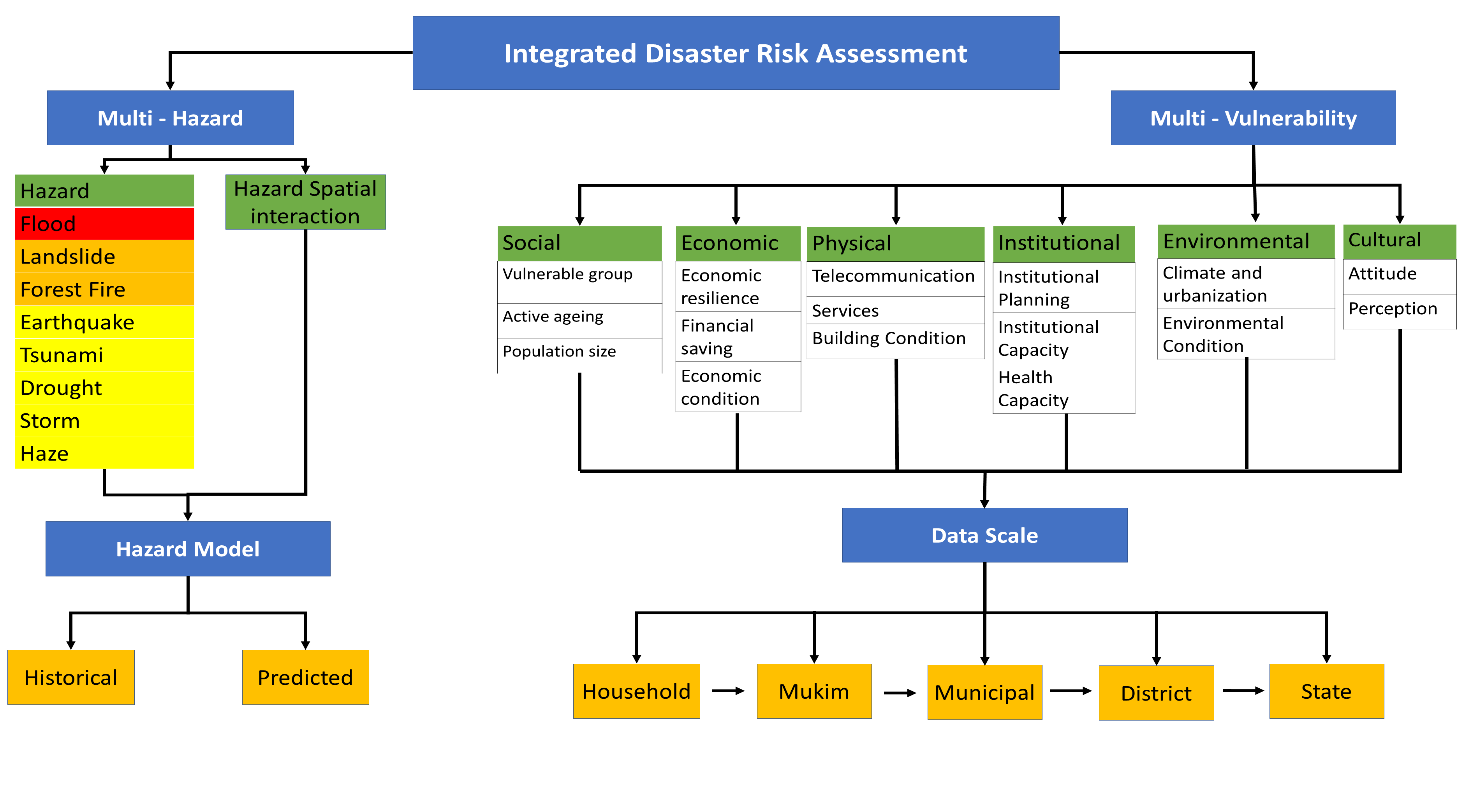 Integrated Disaster Risk Assessment
Multi - Hazard
Multi - Vulnerability
Hazard
Flood
Landslide
Forest Fire
Earthquake
Tsunami
Drought
Storm
Haze
Hazard Spatial
interaction
Social
Vulnerable group
Active ageing
Population size
Economic
Economic
resilience
Financial
saving
Economic
condition
Physical
Telecommunication
Services
Building Condition
Institutional
Institutional
Planning
Institutional
Capacity
Health
Capacity
Environmental
Climate and
urbanization
Environmental
Condition
Cultural
Attitude
Perception
Hazard Model
Data Scale
Historical
Predicted
Household
Mukim
Municipal
District
State